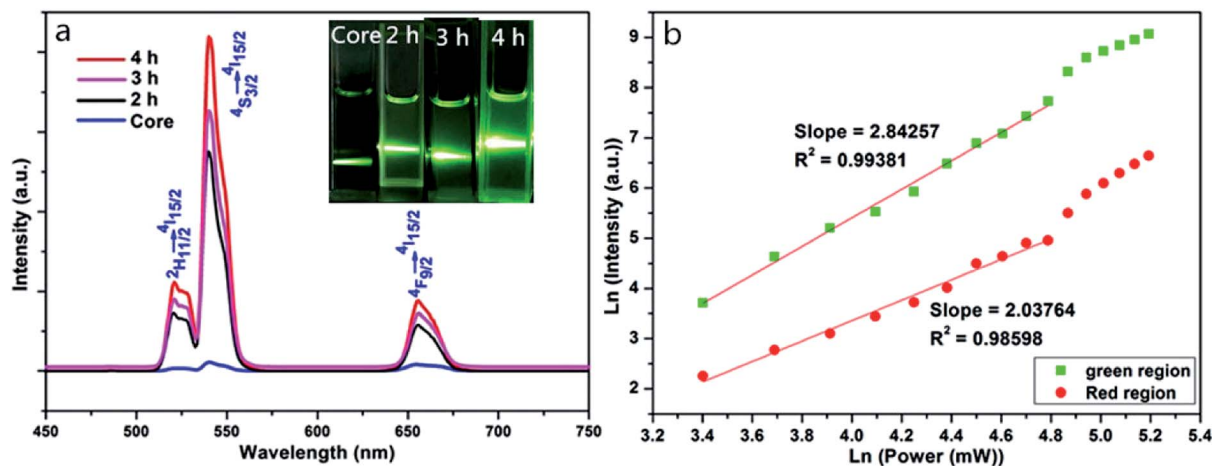 a
4 h
3 h
2 h
Core
²H₁₁/₂→⁴I₁₅/₂
⁴S₃/₂→⁴I₁₅/₂
⁴F₉/₂→⁴I₁₅/₂
Core 2 h 3 h 4 h
Intensity (a.u.)
450 500 550 600 650 700 750
Wavelength (nm)
b
9
8
7
6
5
4
3
2
Ln (Intensity (a.u.))
Slope = 2.84257
R² = 0.99381
Slope = 2.03764
R² = 0.98598
green region
Red region
3.2 3.4 3.6 3.8 4.0 4.2 4.4 4.6 4.8 5.0 5.2 5.4
Ln (Power (mW))